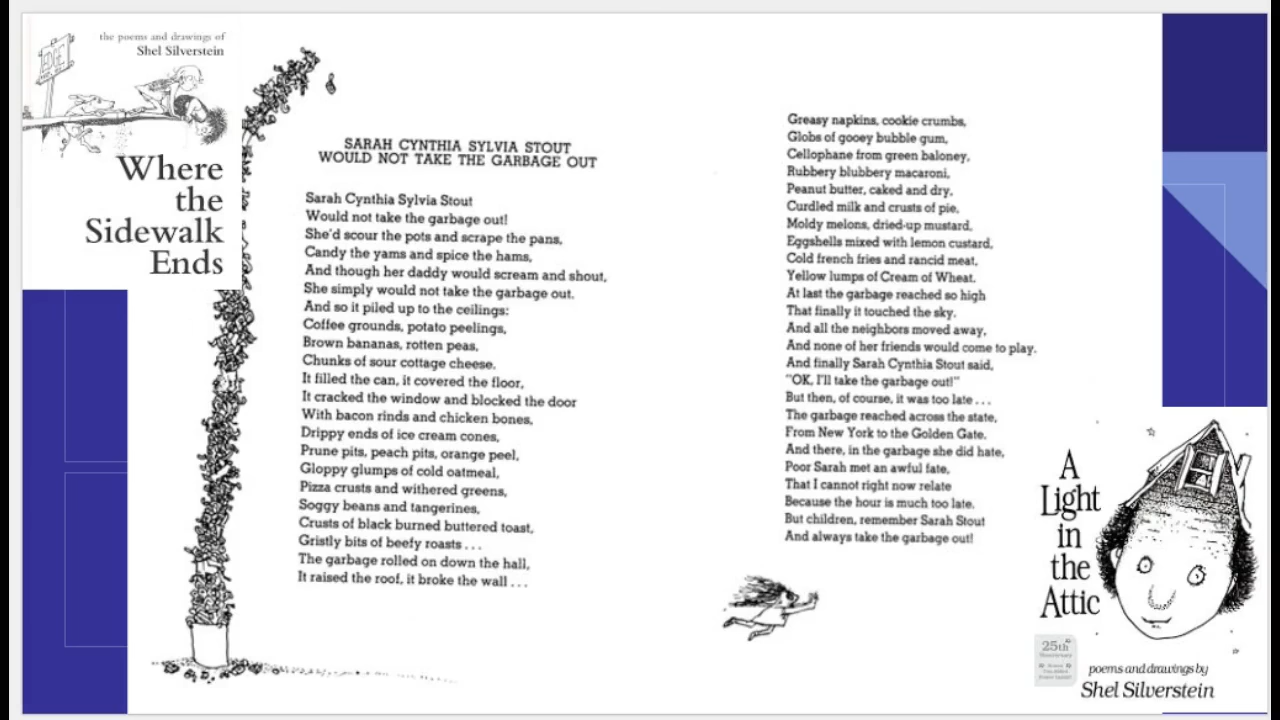 the poems and drawings of
Shel Silverstein
Where
the
Sidewalk
Ends
SARAH CYNTHIA SYLVIA STOUT
WOULD NOT TAKE THE GARBAGE OUT
Sarah Cynthia Sylvia Stout
Would not take the garbage out!
She'd scour the pots and scrape the pans,
Candy the yams and spice the hams,
And though her daddy would scream and shout,
She simply would not take the garbage out.
And so it piled up to the ceilings:
Coffee grounds, potato peelings,
Brown bananas, rotten peas,
Chunks of sour cottage cheese.
It filled the can, it covered the floor,
It cracked the window and blocked the door
With bacon rinds and chicken bones,
Drippy ends of ice cream cones,
Prune pits, peach pits, orange peel,
Gloppy glumps of cold oatmeal,
Pizza crusts and withered greens,
Soggy beans and tangerines,
Crusts of black burned buttered toast,
Gristly bits of beefy roasts . . .
The garbage rolled on down the hall,
It raised the roof, it broke the wall . . .
Greasy napkins, cookie crumbs,
Globs of gooey bubble gum,
Cellophane from green baloney,
Rubbery blubbery macaroni,
Peanut butter, caked and dry,
Curdled milk and crusts of pie,
Moldy melons, dried-up mustard,
Eggshells mixed with lemon custard,
Cold french fries and rancid meat,
Yellow lumps of Cream of Wheat.
At last the garbage reached so high
That finally it touched the sky.
And all the neighbors moved away,
And none of her friends would come to play.
And finally Sarah Cynthia Stout said,
"OK, I'll take the garbage out!"
But then, of course, it was too late . . .
The garbage reached across the state,
From New York to the Golden Gate.
And there, in the garbage she did hate,
Poor Sarah met an awful fate,
That I cannot right now relate
Because the hour is much too late.
But children, remember Sarah Stout
And always take the garbage out!
A
Light
in
the
Attic
25th
Anniversary
poems and drawings by
Shel Silverstein